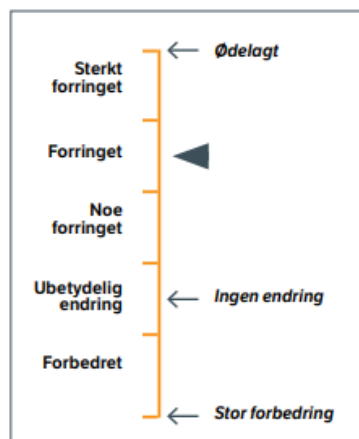 Ødelagt
Sterkt
forringet
Forringet
Noe
forringet
Ubetydelig
endring
Ingen endring
Forbedret
Stor forbedring